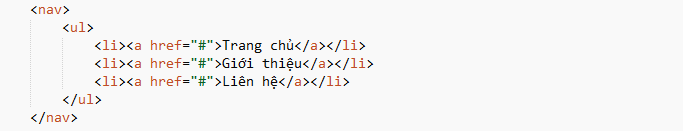 <nav>
<ul>
<li><a href="#">Trang chủ</a></li>
<li><a href="#">Giới thiệu</a></li>
<li><a href="#">Liên hệ</a></li>
</ul>
</nav>